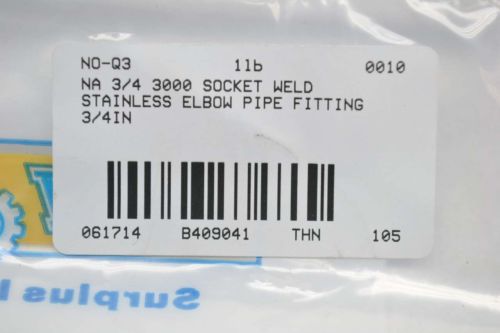 NO-Q3 1lb 0010
NA 3/4 3000 SOCKET WELD
STAINLESS ELBOW PIPE FITTING
3/4IN
061714 B409041 THN 105
Surplus